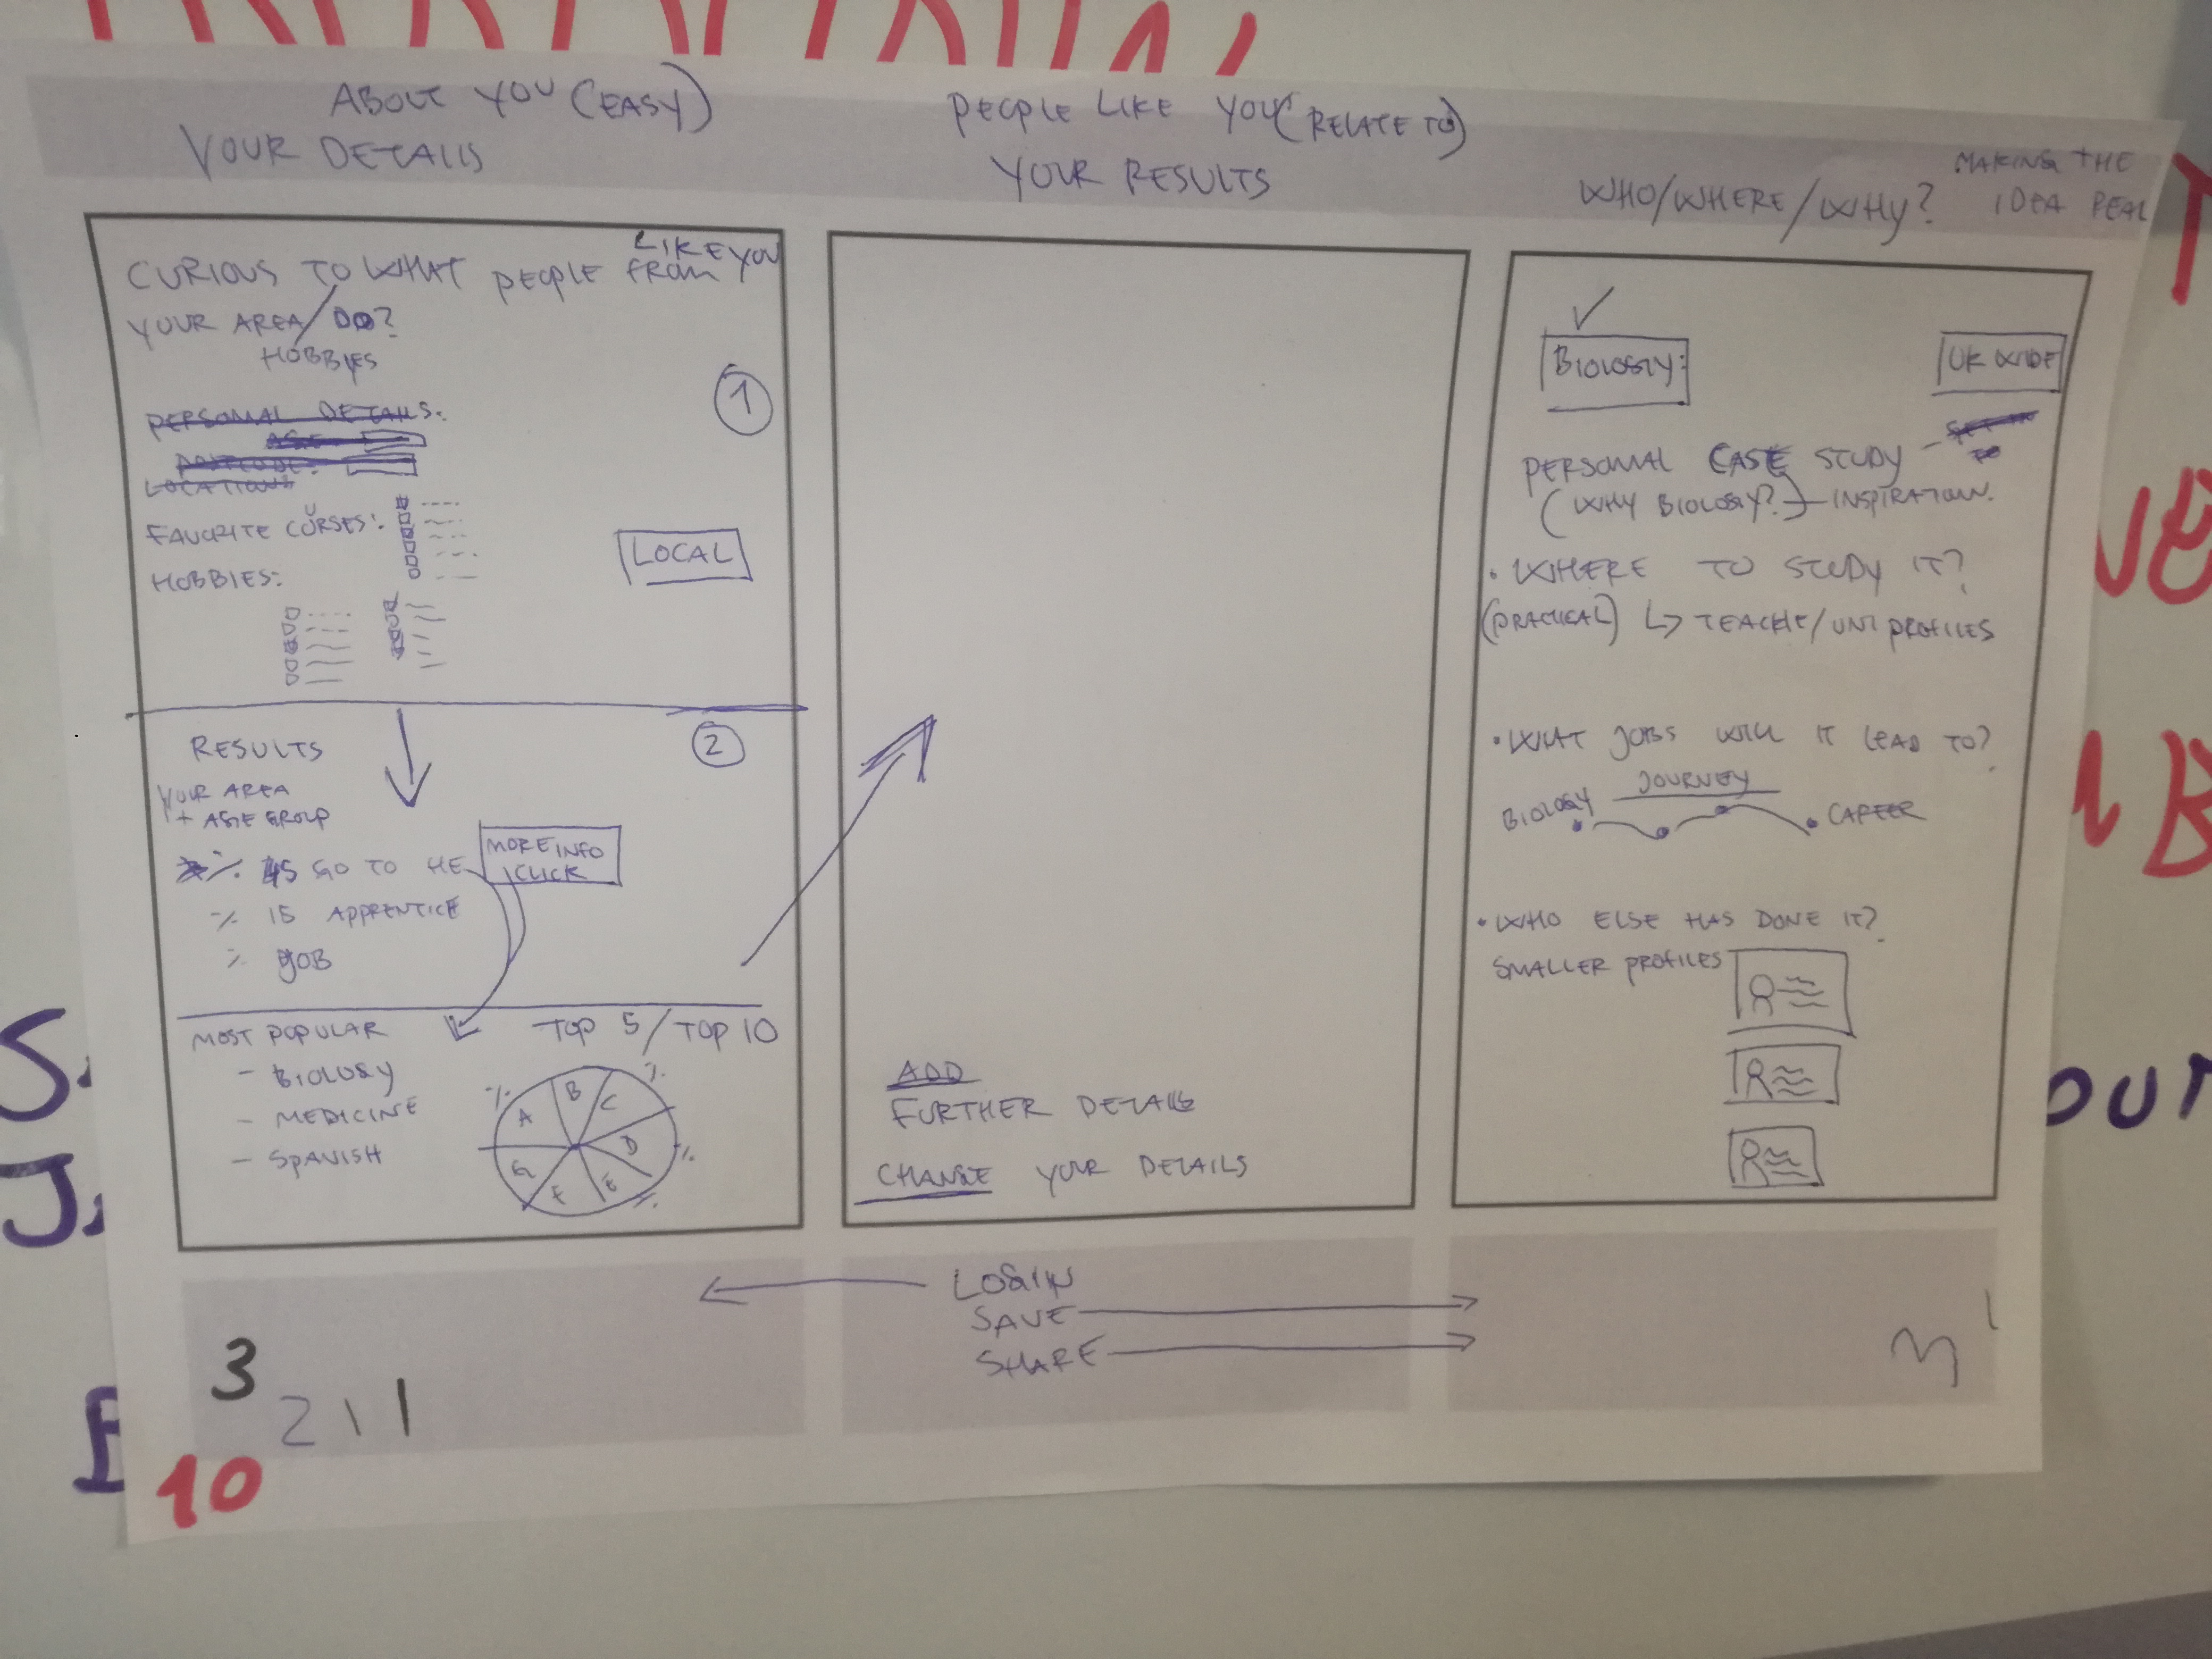 ABOUT YOU (EASY)
YOUR DETAILS
PEOPLE LIKE YOU (RELATE TO)
YOUR RESULTS
WHO/WHERE/WHY?
MAKING THE
IDEA REAL
LIKE YOU
CURIOUS TO WHAT PEOPLE FROM
YOUR AREA/ DO?
HOBBIES
1
PERSONAL DETAILS:
AGE
POSTCODE:
LOCATIONS
FAVORITE COURSES:
HOBBIES:
LOCAL
2
RESULTS
YOUR AREA
+ AGE GROUP
% 45 GO TO HE
MORE INFO
CLICK
% 15 APPRENTICE
% JOB
MOST POPULAR
- BIOLOGY
- MEDICINE
- SPANISH
TOP 5/TOP 10
% A B C %
G F E D %
%
ADD
FURTHER DETAILS
CHANGE YOUR DETAILS
BIOLOGY:
UK WIDE
PERSONAL CASE STUDY -
(WHY BIOLOGY?) - INSPIRATION.
• WHERE TO STUDY IT?
(PRACTICAL) ↳ TEACHE/UNI PROFILES
• WHAT JOBS WILL IT LEAD TO?
JOURNEY
BIOLOGY
CAREER
• WHO ELSE HAS DONE IT?
SMALLER PROFILES
LOGIN
SAVE
SHARE
3
2 1 1
10
OUT